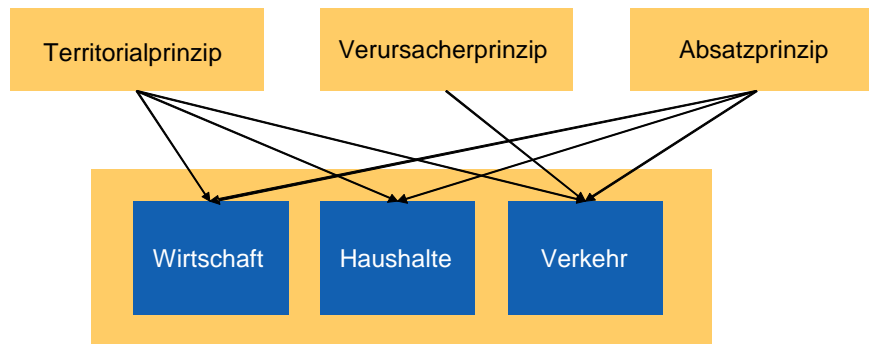 Territorialprinzip
Verursacherprinzip
Absatzprinzip
Wirtschaft
Haushalte
Verkehr